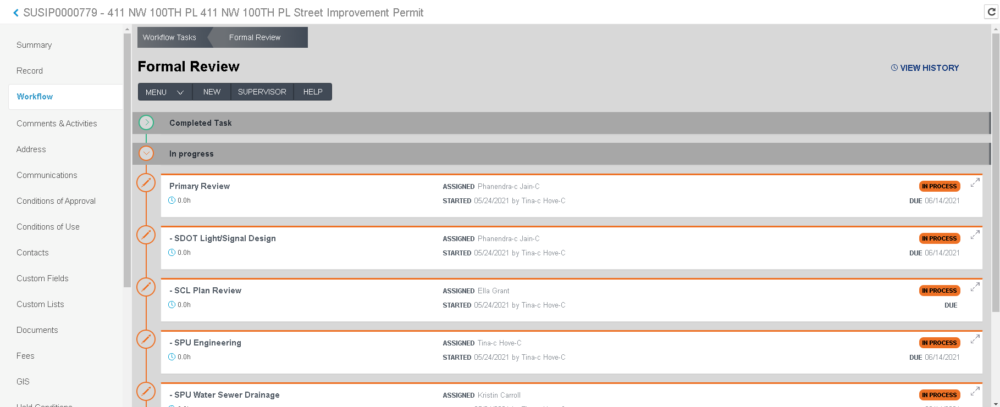 SUSIP0000779 - 411 NW 100TH PL 411 NW 100TH PL Street Improvement Permit
Summary
Record
Workflow
Comments & Activities
Address
Communications
Conditions of Approval
Conditions of Use
Contacts
Custom Fields
Custom Lists
Documents
Fees
GIS
Workflow Tasks
Formal Review
Formal Review
VIEW HISTORY
MENU
NEW
SUPERVISOR
HELP
Completed Task
In progress
Primary Review
ASSIGNED Phanendra-c Jain-C
IN PROCESS
0.0h
STARTED 05/24/2021 by Tina-c Hove-C
DUE 06/14/2021
- SDOT Light/Signal Design
ASSIGNED Phanendra-c Jain-C
IN PROCESS
0.0h
STARTED 05/24/2021 by Tina-c Hove-C
DUE 06/14/2021
- SCL Plan Review
ASSIGNED Ella Grant
IN PROCESS
0.0h
STARTED 05/24/2021 by Tina-c Hove-C
DUE
- SPU Engineering
ASSIGNED Tina-c Hove-C
IN PROCESS
0.0h
STARTED 05/24/2021 by Tina-c Hove-C
DUE 06/14/2021
- SPU Water Sewer Drainage
ASSIGNED Kristin Carroll
IN PROCESS